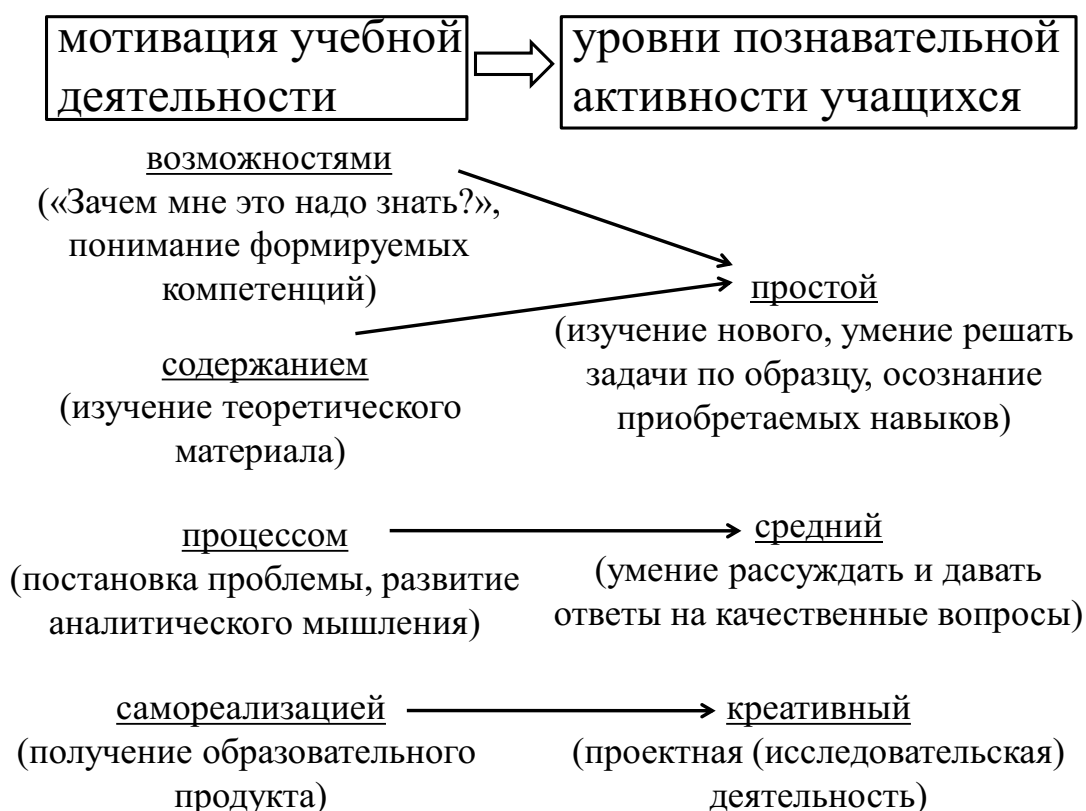 мотивация учебной
деятельности
уровни познавательной
активности учащихся
возможностями
(«Зачем мне это надо знать?»,
понимание формируемых
компетенций)
содержанием
(изучение теоретического
материала)
простой
(изучение нового, умение решать
задачи по образцу, осознание
приобретаемых навыков)
процессом
(постановка проблемы, развитие
аналитического мышления)
средний
(умение рассуждать и давать
ответы на качественные вопросы)
самореализацией
(получение образовательного
продукта)
креативный
(проектная (исследовательская)
деятельность)